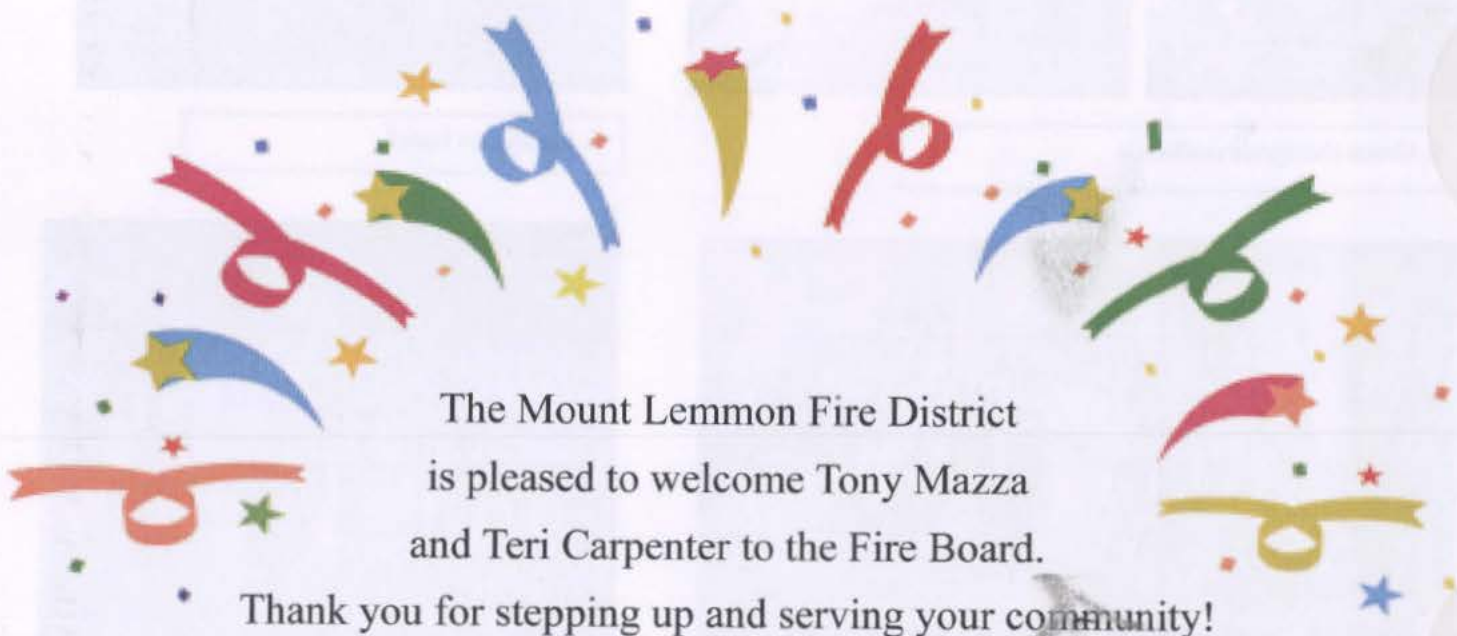 The Mount Lemmon Fire District
is pleased to welcome Tony Mazza
and Teri Carpenter to the Fire Board.
Thank you for stepping up and serving your community!